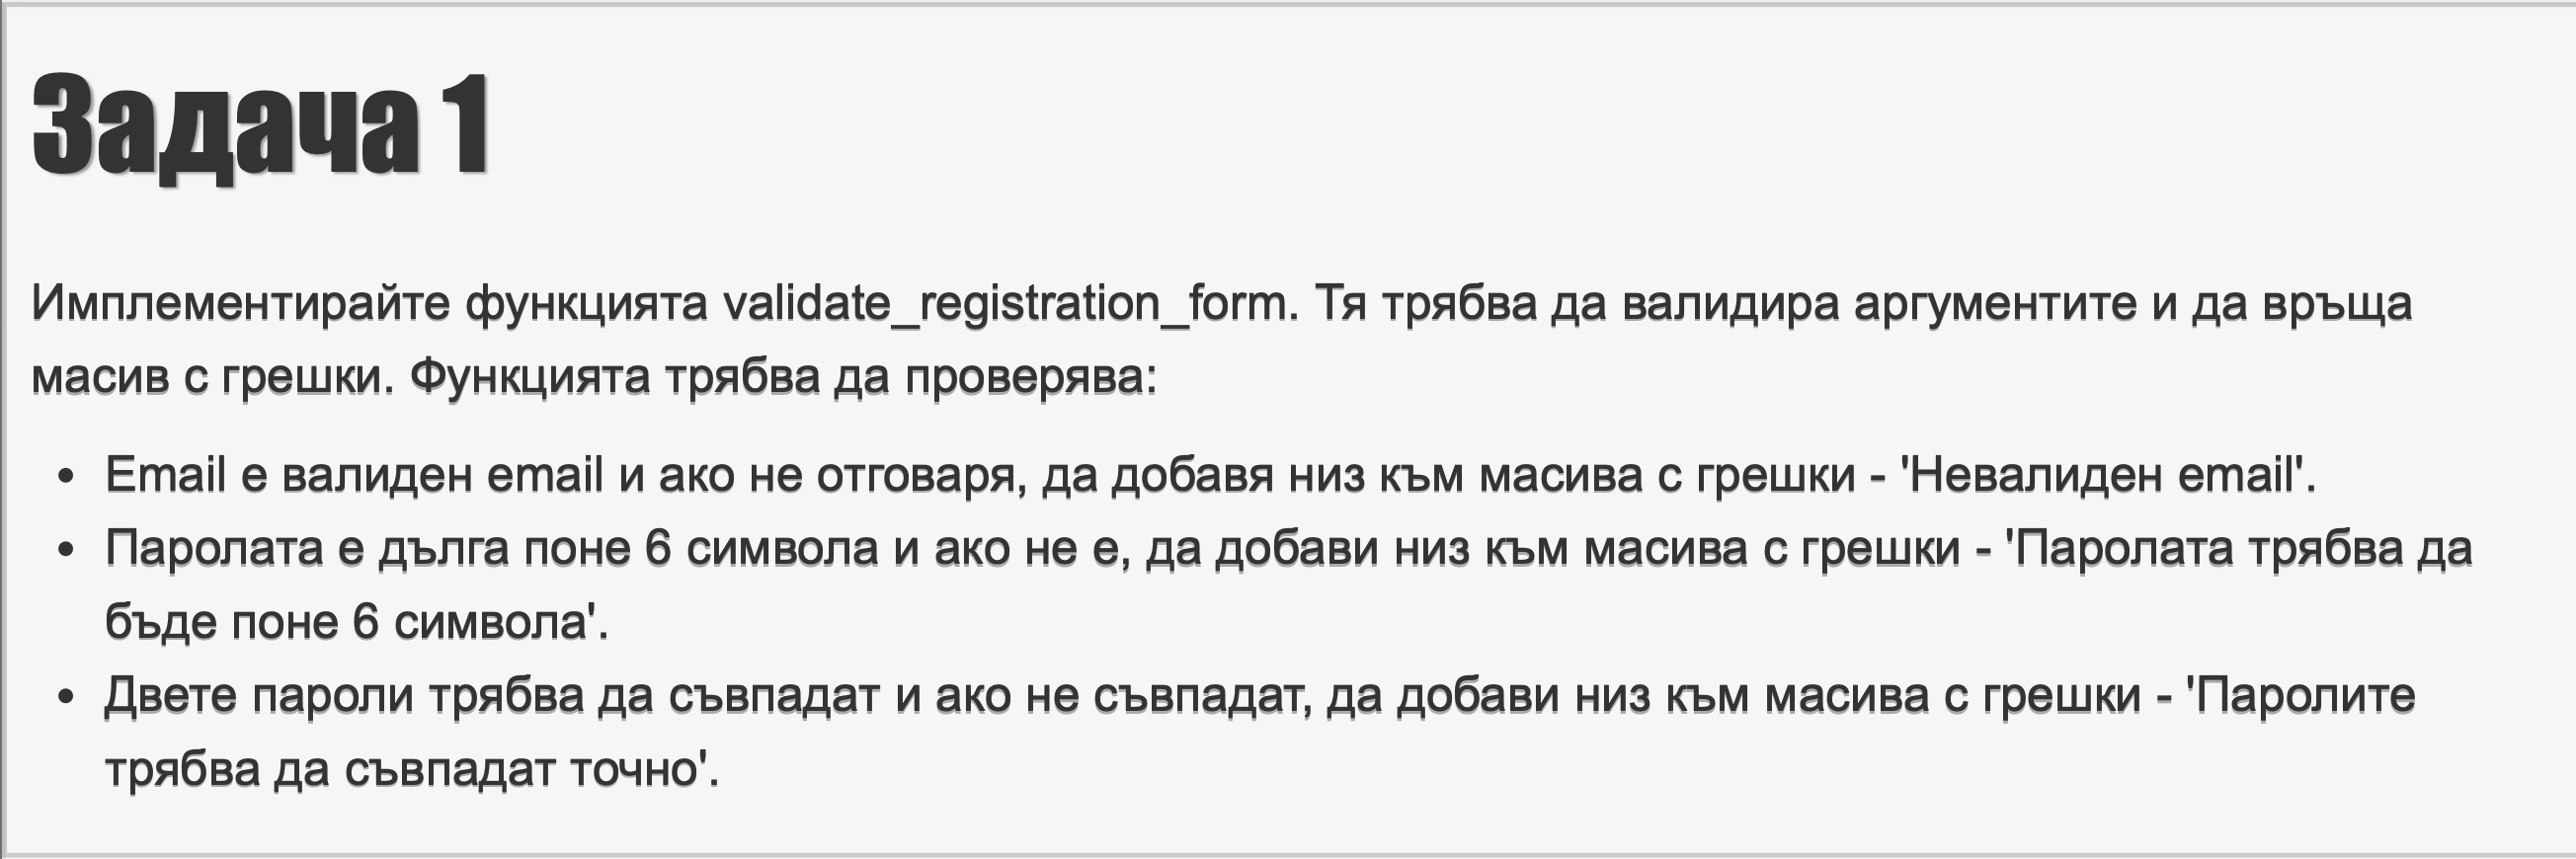 Задача 1
Имплементирайте функцията validate_registration_form. Тя трябва да валидира аргументите и да връща
масив с грешки. Функцията трябва да проверява:
• Email е валиден email и ако не отговаря, да добавя низ към масива с грешки - 'Невалиден email'.
• Паролата е дълга поне 6 символа и ако не е, да добави низ към масива с грешки - 'Паролата трябва да
бъде поне 6 символа'.
• Двете пароли трябва да съвпадат и ако не съвпадат, да добави низ към масива с грешки - 'Паролите
трябва да съвпадат точно'.